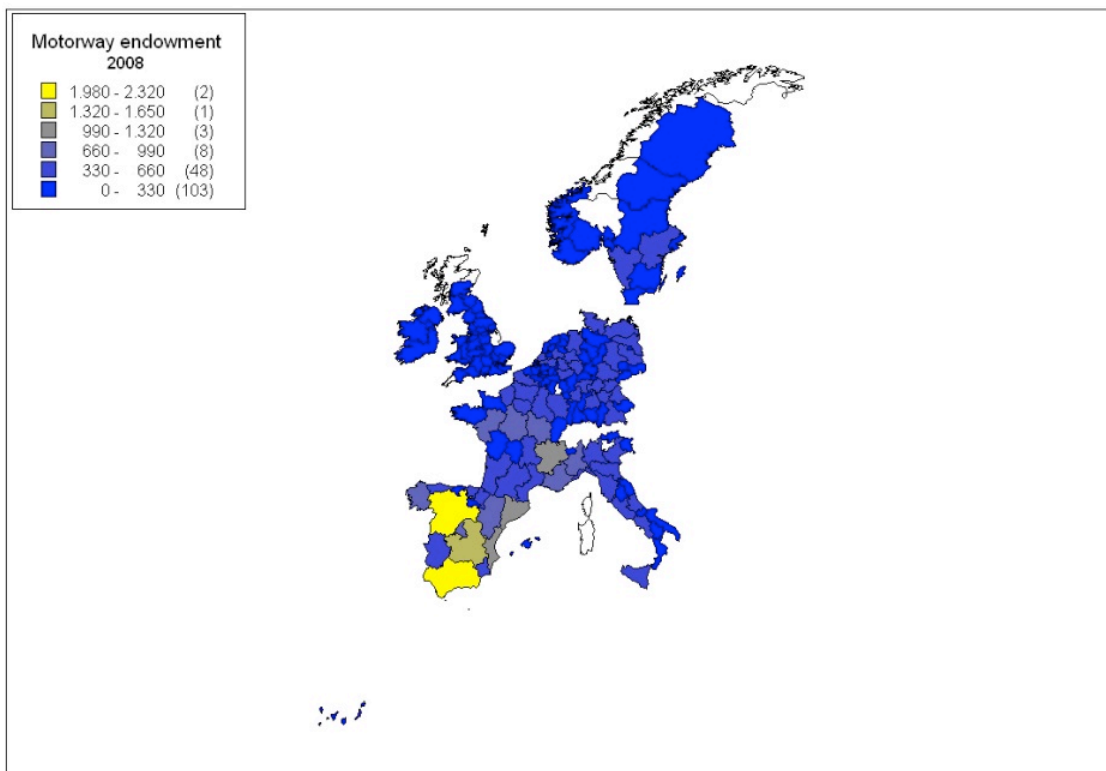 Motorway endowment
2008
1.980 - 2.320 (2)
1.320 - 1.650 (1)
990 - 1.320 (3)
660 - 990 (8)
330 - 660 (48)
0 - 330 (103)